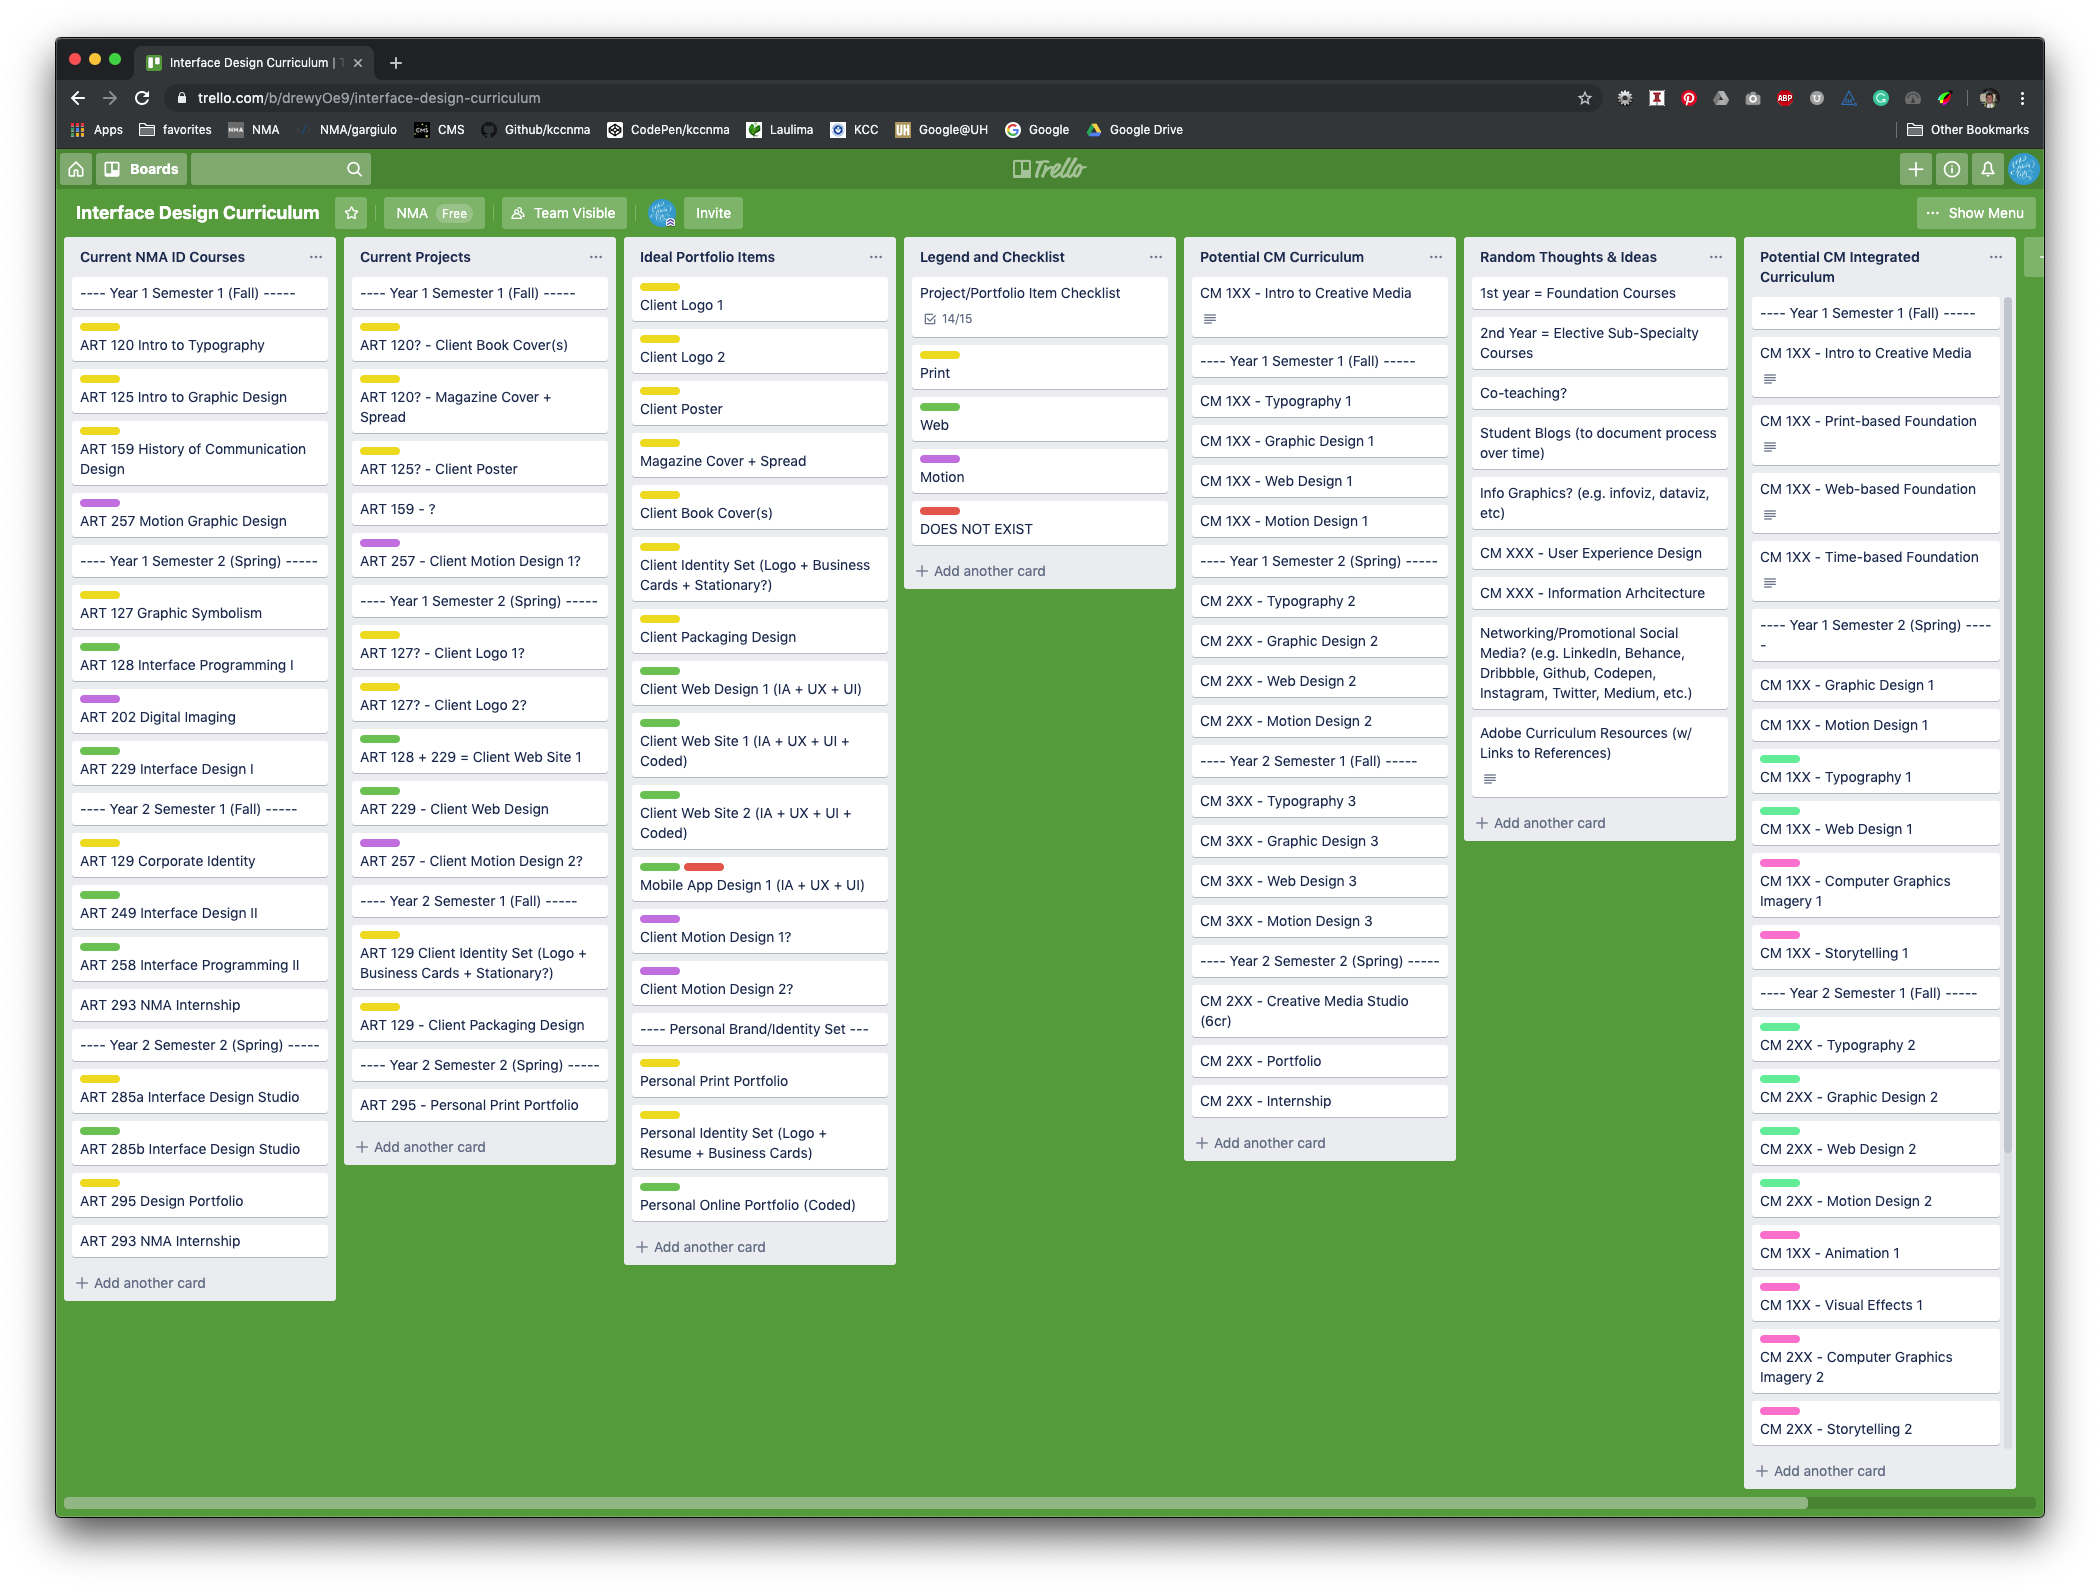 Interface Design Curriculum | T
trello.com/b/drewyOe9/interface-design-curriculum
ABP
Apps
favorites
NMA
NMA
NMA/gargiulo
CMS
CMS
Github/kccnma
CodePen/kccnma
Laulima
KCC
UH
Google@UH
Google
Google Drive
Other Bookmarks
Boards
Trello
Interface Design Curriculum
NMA Free
Team Visible
Invite
... Show Menu
Current NMA ID Courses
---- Year 1 Semester 1 (Fall) -----
ART 120 Intro to Typography
ART 125 Intro to Graphic Design
ART 159 History of Communication
Design
ART 257 Motion Graphic Design
---- Year 1 Semester 2 (Spring) -----
ART 127 Graphic Symbolism
ART 128 Interface Programming I
ART 202 Digital Imaging
ART 229 Interface Design I
---- Year 2 Semester 1 (Fall) -----
ART 129 Corporate Identity
ART 249 Interface Design II
ART 258 Interface Programming II
ART 293 NMA Internship
---- Year 2 Semester 2 (Spring) -----
ART 285a Interface Design Studio
ART 285b Interface Design Studio
ART 295 Design Portfolio
ART 293 NMA Internship
+ Add another card
Current Projects
---- Year 1 Semester 1 (Fall) -----
ART 120? - Client Book Cover(s)
ART 120? - Magazine Cover +
Spread
ART 125? - Client Poster
ART 159 - ?
ART 257 - Client Motion Design 1?
---- Year 1 Semester 2 (Spring) -----
ART 127? - Client Logo 1?
ART 127? - Client Logo 2?
ART 128 + 229 = Client Web Site 1
ART 229 - Client Web Design
ART 257 - Client Motion Design 2?
---- Year 2 Semester 1 (Fall) -----
ART 129 Client Identity Set (Logo +
Business Cards + Stationary?)
ART 129 - Client Packaging Design
---- Year 2 Semester 2 (Spring) -----
ART 295 - Personal Print Portfolio
+ Add another card
Ideal Portfolio Items
Client Logo 1
Client Logo 2
Client Poster
Magazine Cover + Spread
Client Book Cover(s)
Client Identity Set (Logo + Business
Cards + Stationary?)
Client Packaging Design
Client Web Design 1 (IA + UX + UI)
Client Web Site 1 (IA + UX + UI +
Coded)
Client Web Site 2 (IA + UX + UI +
Coded)
Mobile App Design 1 (IA + UX + UI)
Client Motion Design 1?
Client Motion Design 2?
---- Personal Brand/Identity Set ---
Personal Print Portfolio
Personal Identity Set (Logo +
Resume + Business Cards)
Personal Online Portfolio (Coded)
+ Add another card
Legend and Checklist
Project/Portfolio Item Checklist
14/15
Print
Web
Motion
DOES NOT EXIST
+ Add another card
Potential CM Curriculum
CM 1XX - Intro to Creative Media
---- Year 1 Semester 1 (Fall) -----
CM 1XX - Typography 1
CM 1XX - Graphic Design 1
CM 1XX - Web Design 1
CM 1XX - Motion Design 1
---- Year 1 Semester 2 (Spring) -----
CM 2XX - Typography 2
CM 2XX - Graphic Design 2
CM 2XX - Web Design 2
CM 2XX - Motion Design 2
---- Year 2 Semester 1 (Fall) -----
CM 3XX - Typography 3
CM 3XX - Graphic Design 3
CM 3XX - Web Design 3
CM 3XX - Motion Design 3
---- Year 2 Semester 2 (Spring) -----
CM 2XX - Creative Media Studio
(6cr)
CM 2XX - Portfolio
CM 2XX - Internship
+ Add another card
Random Thoughts & Ideas
1st year = Foundation Courses
2nd Year = Elective Sub-Specialty
Courses
Co-teaching?
Student Blogs (to document process
over time)
Info Graphics? (e.g. infoviz, dataviz,
etc)
CM XXX - User Experience Design
CM XXX - Information Arhcitecture
Networking/Promotional Social
Media? (e.g. LinkedIn, Behance,
Dribbble, Github, Codepen,
Instagram, Twitter, Medium, etc.)
Adobe Curriculum Resources (w/
Links to References)
+ Add another card
Potential CM Integrated
Curriculum
---- Year 1 Semester 1 (Fall) -----
CM 1XX - Intro to Creative Media
CM 1XX - Print-based Foundation
CM 1XX - Web-based Foundation
CM 1XX - Time-based Foundation
---- Year 1 Semester 2 (Spring) ----
-
CM 1XX - Graphic Design 1
CM 1XX - Motion Design 1
CM 1XX - Typography 1
CM 1XX - Web Design 1
CM 1XX - Computer Graphics
Imagery 1
CM 1XX - Storytelling 1
---- Year 2 Semester 1 (Fall) -----
CM 2XX - Typography 2
CM 2XX - Graphic Design 2
CM 2XX - Web Design 2
CM 2XX - Motion Design 2
CM 1XX - Animation 1
CM 1XX - Visual Effects 1
CM 2XX - Computer Graphics
Imagery 2
CM 2XX - Storytelling 2
+ Add another card